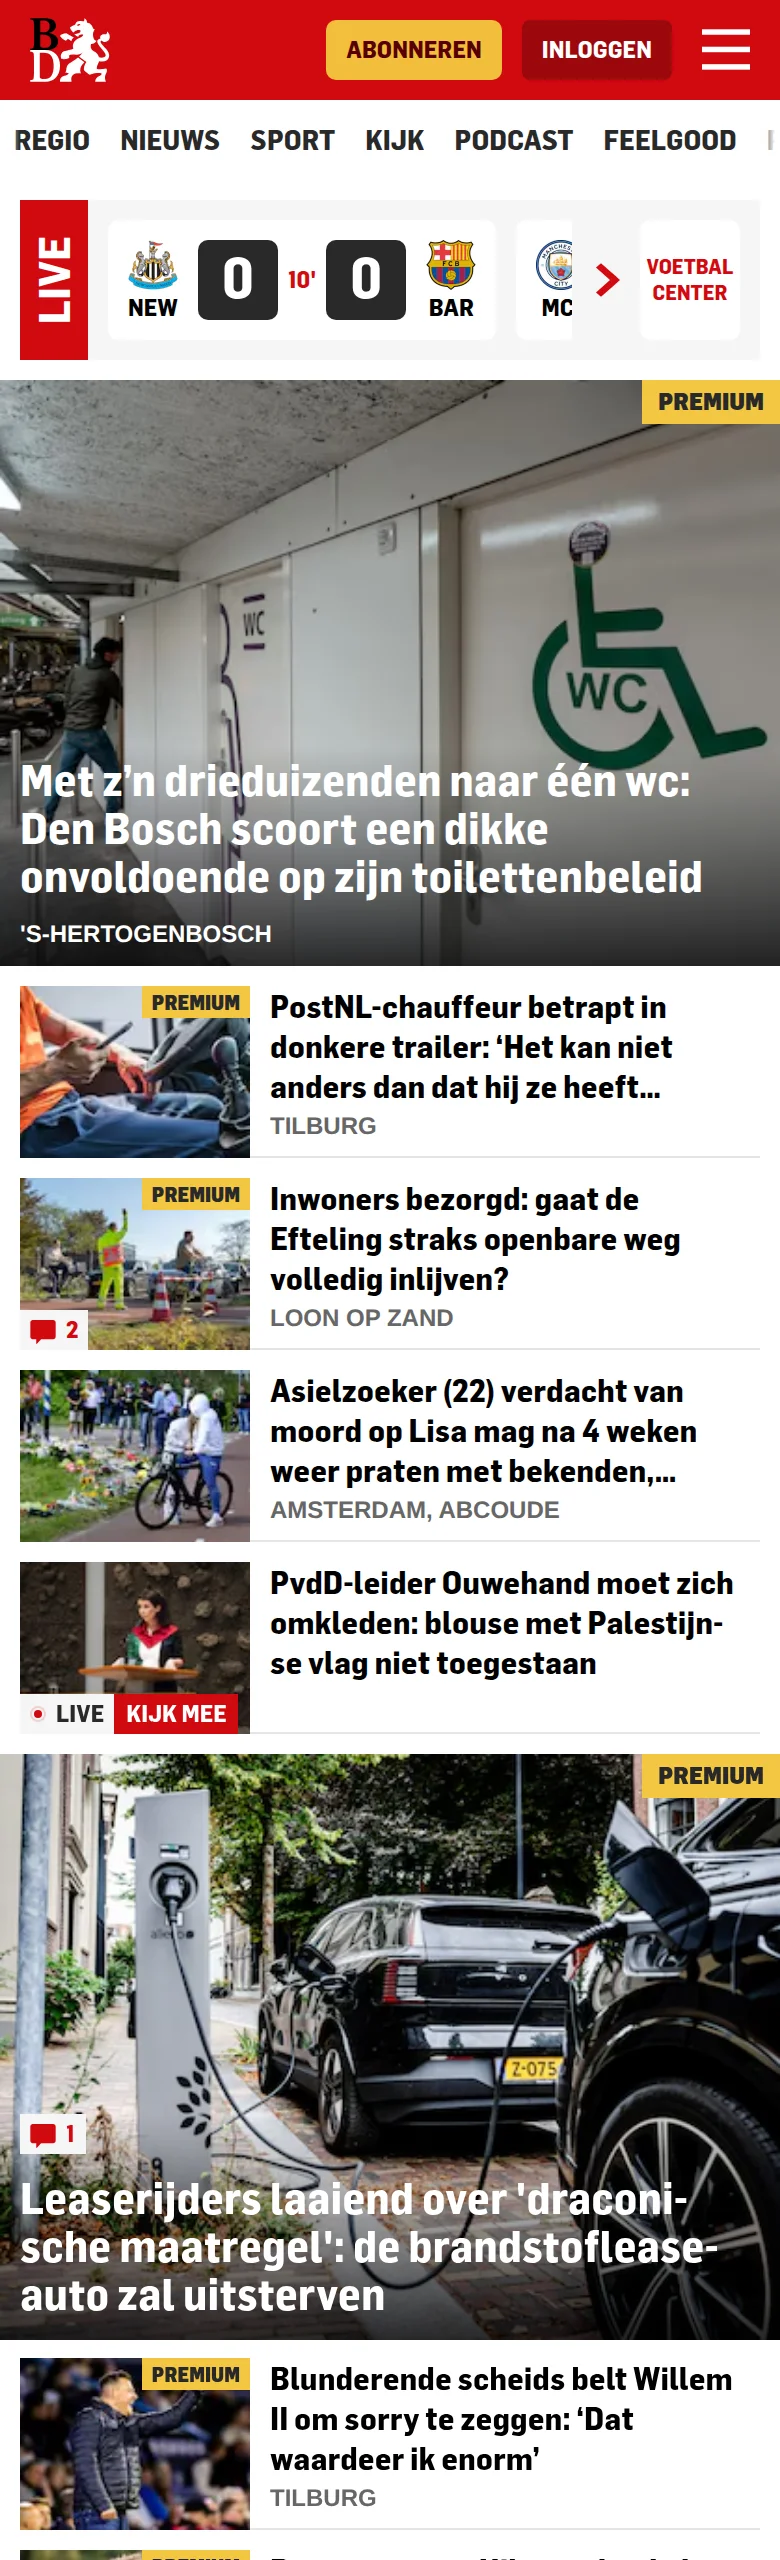 BD
ABONNEREN
INLOGGEN
REGIO NIEUWS SPORT KIJK PODCAST FEELGOOD
LIVE
NEW 0 10' 0 BAR
MC
VOETBAL
CENTER
PREMIUM
WC
WC
Met z’n drieduizenden naar één wc:
Den Bosch scoort een dikke
onvoldoende op zijn toilettenbeleid
'S-HERTOGENBOSCH
PREMIUM
PostNL-chauffeur betrapt in
donkere trailer: ‘Het kan niet
anders dan dat hij ze heeft...
TILBURG
PREMIUM
2
Inwoners bezorgd: gaat de
Efteling straks openbare weg
volledig inlijven?
LOON OP ZAND
Asielzoeker (22) verdacht van
moord op Lisa mag na 4 weken
weer praten met bekenden,...
AMSTERDAM, ABCOUDE
LIVE KIJK MEE
PvdD-leider Ouwehand moet zich
omkleden: blouse met Palestijn-
se vlag niet toegestaan
PREMIUM
Z-075
1
Leaserijders laaiend over 'draconi-
sche maatregel': de brandstoflease-
auto zal uitsterven
PREMIUM
Blunderende scheids belt Willem
II om sorry te zeggen: ‘Dat
waardeer ik enorm’
TILBURG